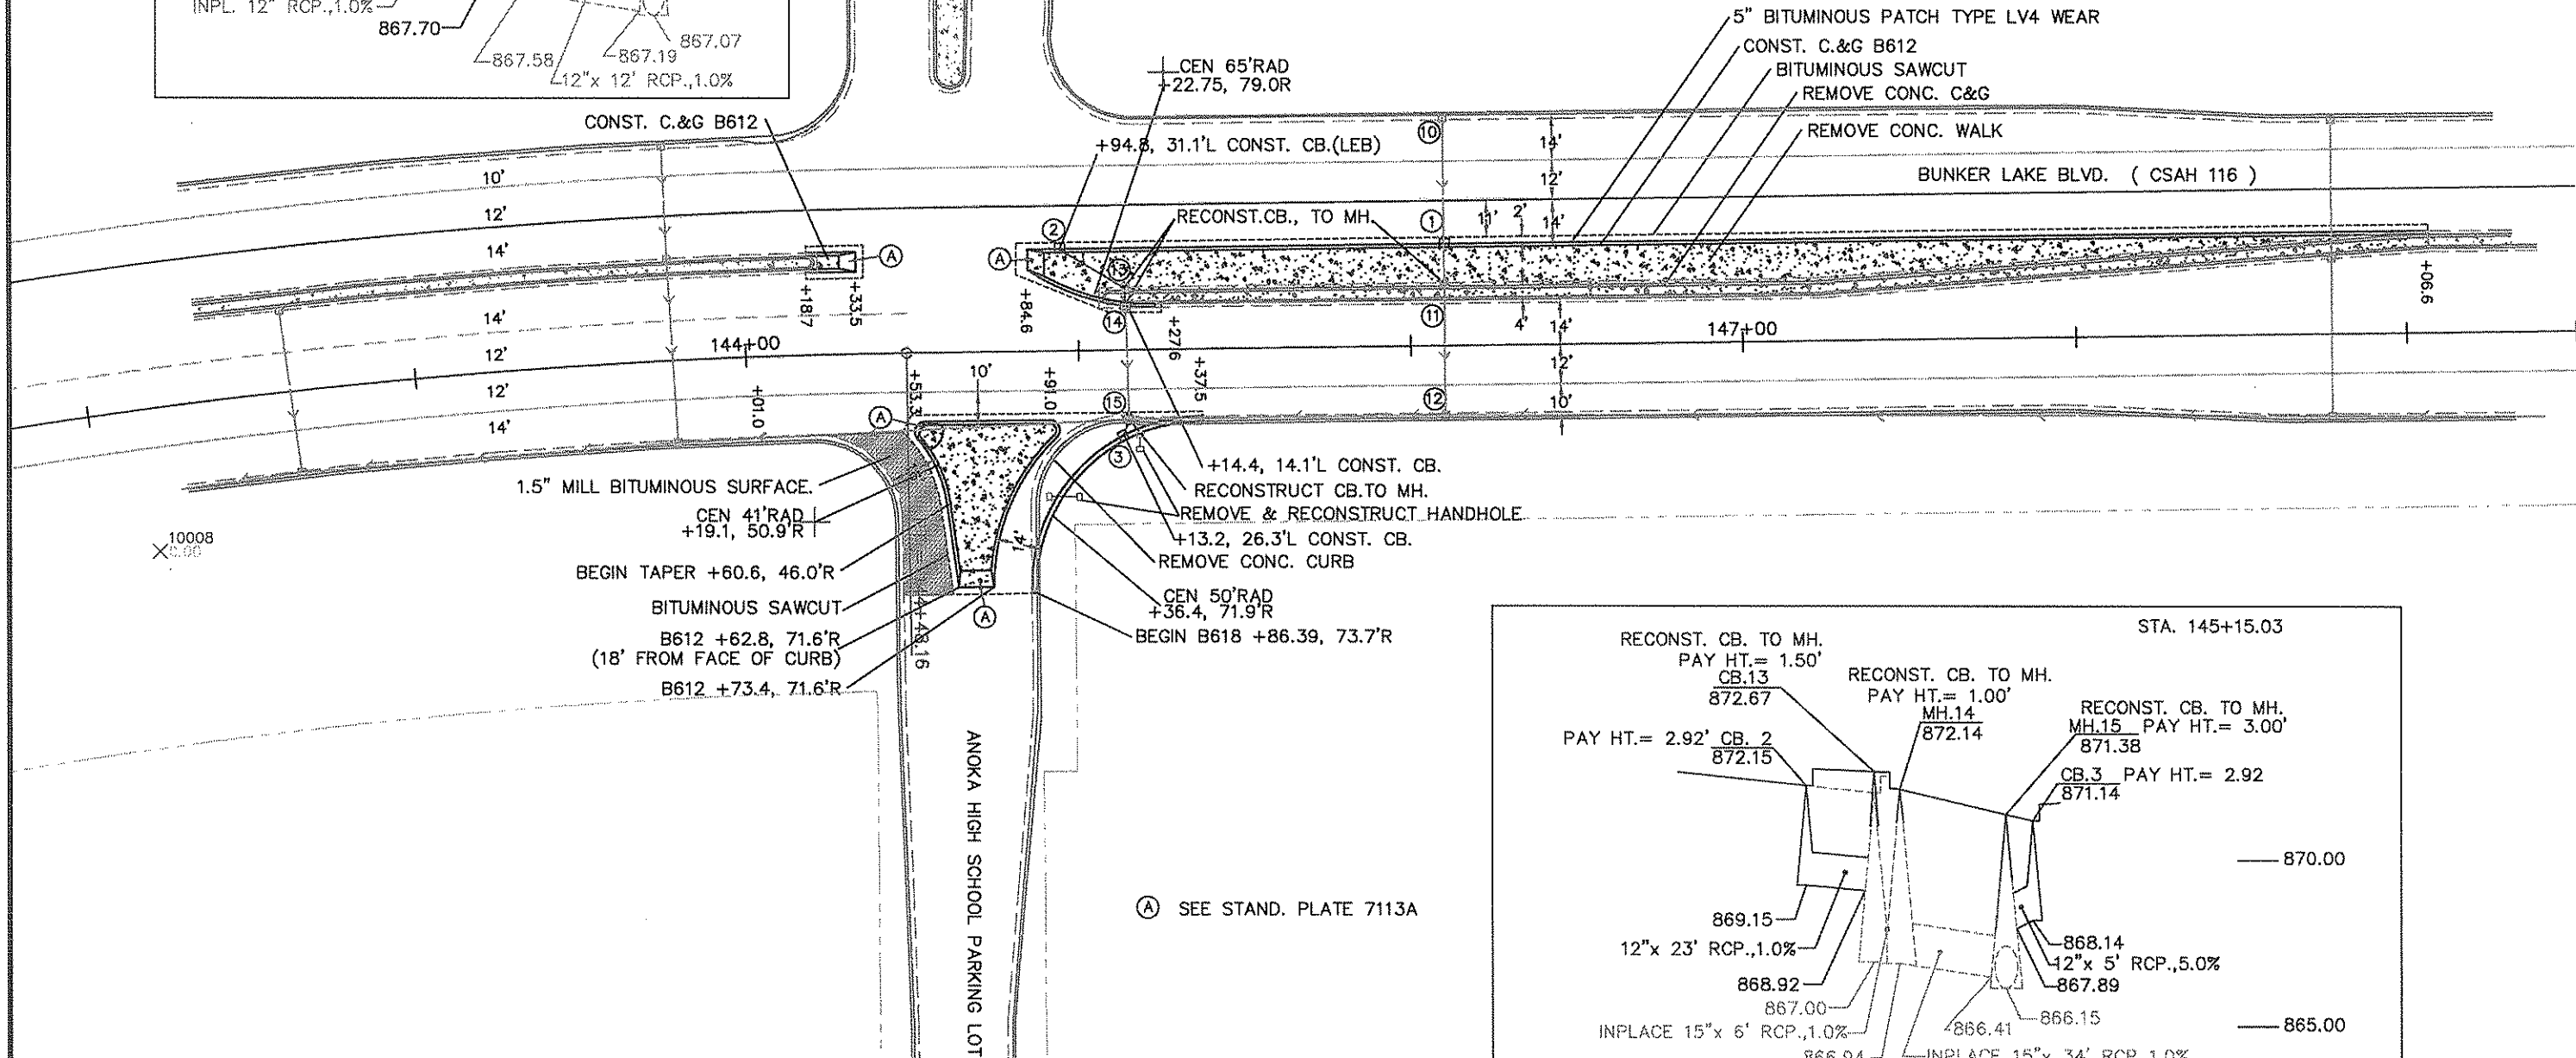 INPL. 12" RCP.,1.0%
867.70
867.58
867.19
867.07
12"x 12' RCP.,1.0%
5" BITUMINOUS PATCH TYPE LV4 WEAR
CONST. C.&G B612
BITUMINOUS SAWCUT
REMOVE CONC. C&G
REMOVE CONC. WALK
CEN 65'RAD
+22.75, 79.0R
CONST. C.&G B612
+94.8, 31.1'L CONST. CB.(LEB)
10
14'
12'
BUNKER LAKE BLVD. ( CSAH 116 )
10'
12'
14'
RECONST.CB., TO MH.
2
1
11'
2'
14'
A
A
13
+18.7
+33.5
+84.6
14
+27.6
11
4'
14'
+06.6
14'
12'
12'
14'
144+00
147+00
12'
10'
+01.0
+53.3
10'
+91.0
+37.5
15
12
A
3
1.5" MILL BITUMINOUS SURFACE.
CEN 41'RAD
+19.1, 50.9'R
+14.4, 14.1'L CONST. CB.
RECONSTRUCT CB.TO MH.
REMOVE & RECONSTRUCT HANDHOLE
+13.2, 26.3'L CONST. CB.
REMOVE CONC. CURB
14'
10008
0.00
BEGIN TAPER +60.6, 46.0'R
BITUMINOUS SAWCUT
B612 +62.8, 71.6'R
(18' FROM FACE OF CURB)
B612 +73.4, 71.6'R
A
CEN 50'RAD
+36.4, 71.9'R
BEGIN B618 +86.39, 73.7'R
ANOKA HIGH SCHOOL PARKING LOT
A SEE STAND. PLATE 7113A
STA. 145+15.03
RECONST. CB. TO MH.
PAY HT.= 1.50'
CB.13
872.67
RECONST. CB. TO MH.
PAY HT.= 1.00'
MH.14
872.14
RECONST. CB. TO MH.
MH.15 PAY HT.= 3.00'
871.38
PAY HT.= 2.92' CB. 2
872.15
CB.3 PAY HT.= 2.92
871.14
870.00
869.15
12"x 23' RCP.,1.0%
868.92
867.00
INPLACE 15"x 6' RCP.,1.0%
866.94
868.14
12"x 5' RCP.,5.0%
867.89
866.15
866.41
865.00
INPLACE 15"x 34' RCP.,1.0%